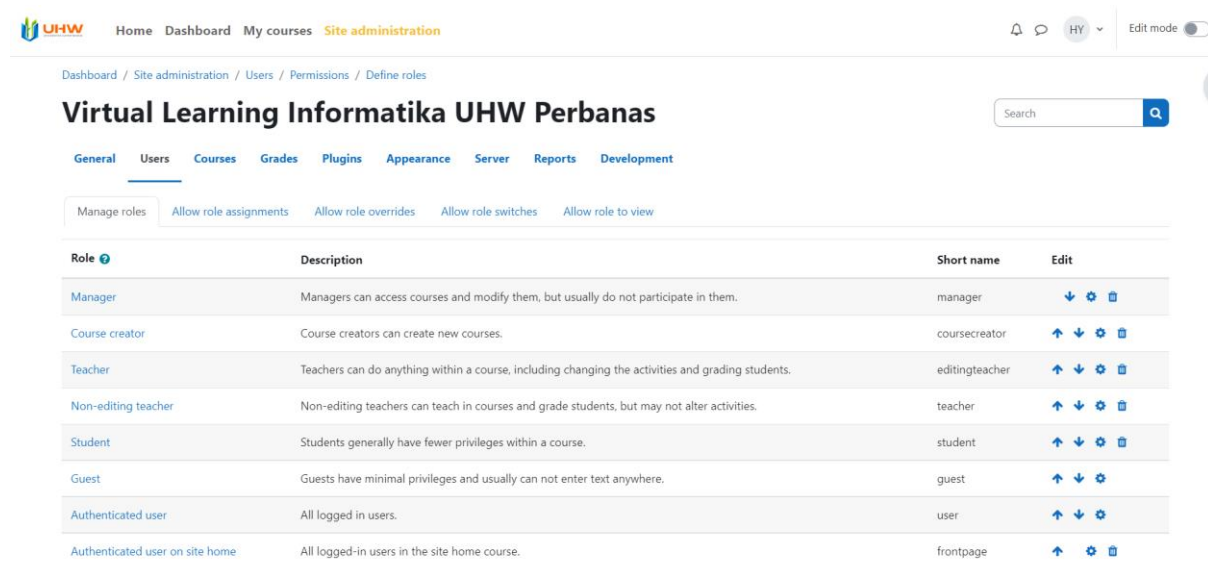 UHW Home Dashboard My courses Site administration HY Edit mode
Dashboard / Site administration / Users / Permissions / Define roles
Virtual Learning Informatika UHW Perbanas
Search
General Users Courses Grades Plugins Appearance Server Reports Development
Manage roles Allow role assignments Allow role overrides Allow role switches Allow role to view
Role Description Short name Edit
Manager Managers can access courses and modify them, but usually do not participate in them. manager
Course creator Course creators can create new courses. coursecreator
Teacher Teachers can do anything within a course, including changing the activities and grading students. editingteacher
Non-editing teacher Non-editing teachers can teach in courses and grade students, but may not alter activities. teacher
Student Students generally have fewer privileges within a course. student
Guest Guests have minimal privileges and usually can not enter text anywhere. guest
Authenticated user All logged in users. user
Authenticated user on site home All logged-in users in the site home course. frontpage